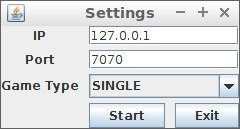 Settings
IP 127.0.0.1
Port 7070
Game Type SINGLE
Start Exit